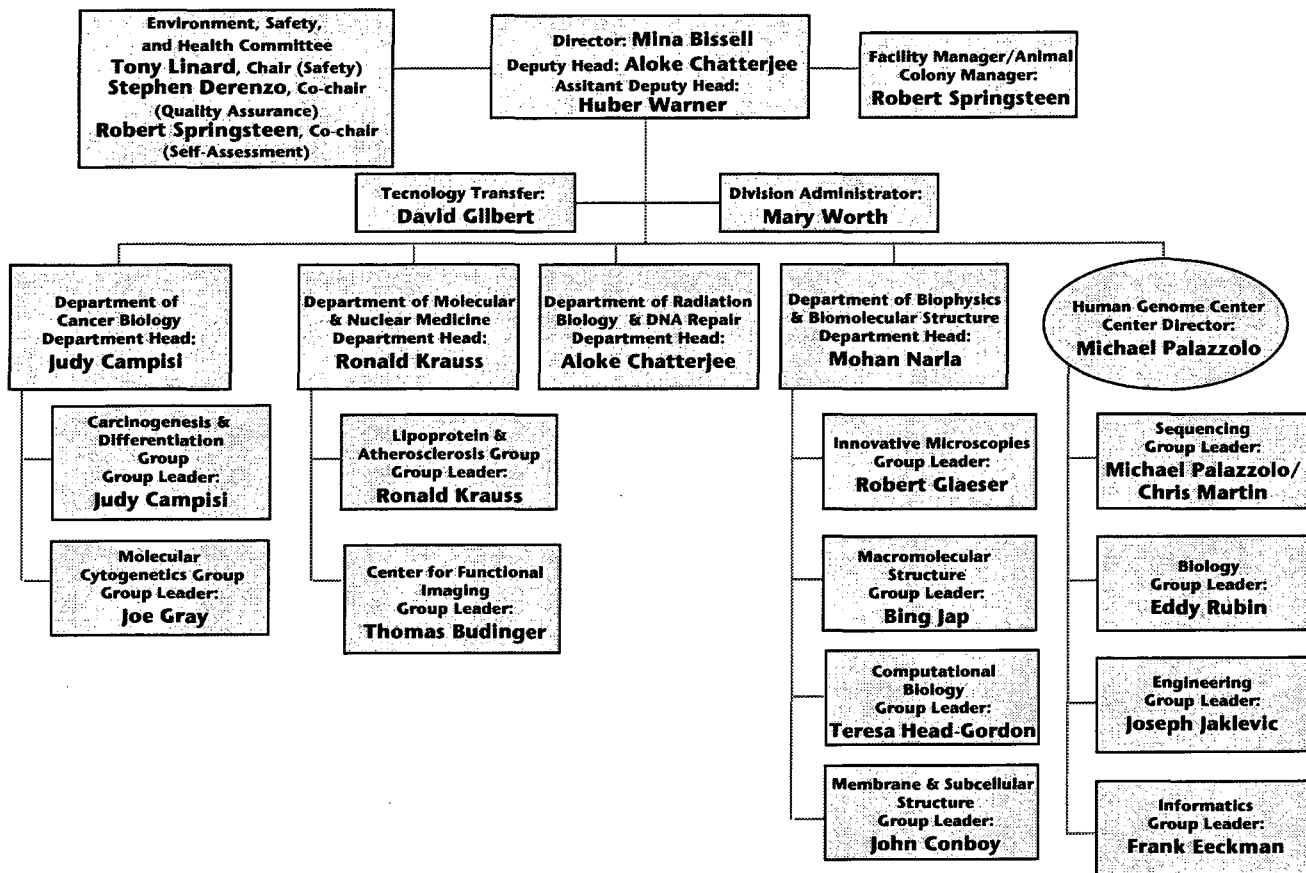 Environment, Safety,
and Health Committee
Tony Linard, Chair (Safety)
Stephen Derenzo, Co-chair
(Quality Assurance)
Robert Springsteen, Co-chair
(Self-Assessment)
Director: Mina Bissell
Deputy Head: Aloke Chatterjee
Assitant Deputy Head:
Huber Warner
Facility Manager/Animal
Colony Manager:
Robert Springsteen
Tecnology Transfer:
David Gilbert
Division Administrator:
Mary Worth
Department of
Cancer Biology
Department Head:
Judy Campisi
Department of Molecular
& Nuclear Medicine
Department Head:
Ronald Krauss
Department of Radiation
Biology & DNA Repair
Department Head:
Aloke Chatterjee
Department of Biophysics
& Biomolecular Structure
Department Head:
Mohan Narla
Human Genome Center
Center Director:
Michael Palazzolo
Carcinogenesis &
Differentiation
Group
Group Leader:
Judy Campisi
Molecular
Cytogenetics Group
Group Leader:
Joe Gray
Lipoprotein &
Atherosclerosis Group
Group Leader:
Ronald Krauss
Center for Functional
Imaging
Group Leader:
Thomas Budinger
Innovative Microscopies
Group Leader:
Robert Glaeser
Macromolecular
Structure
Group Leader:
Bing Jap
Computational
Biology
Group Leader:
Teresa Head-Gordon
Membrane & Subcellular
Structure
Group Leader:
John Conboy
Sequencing
Group Leader:
Michael Palazzolo/
Chris Martin
Biology
Group Leader:
Eddy Rubin
Engineering
Group Leader:
Joseph Jaklevic
Informatics
Group Leader:
Frank Eeckman